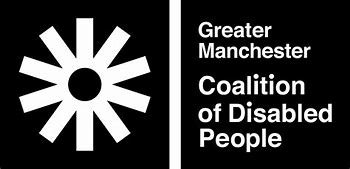 Greater
Manchester
Coalition
of Disabled
People